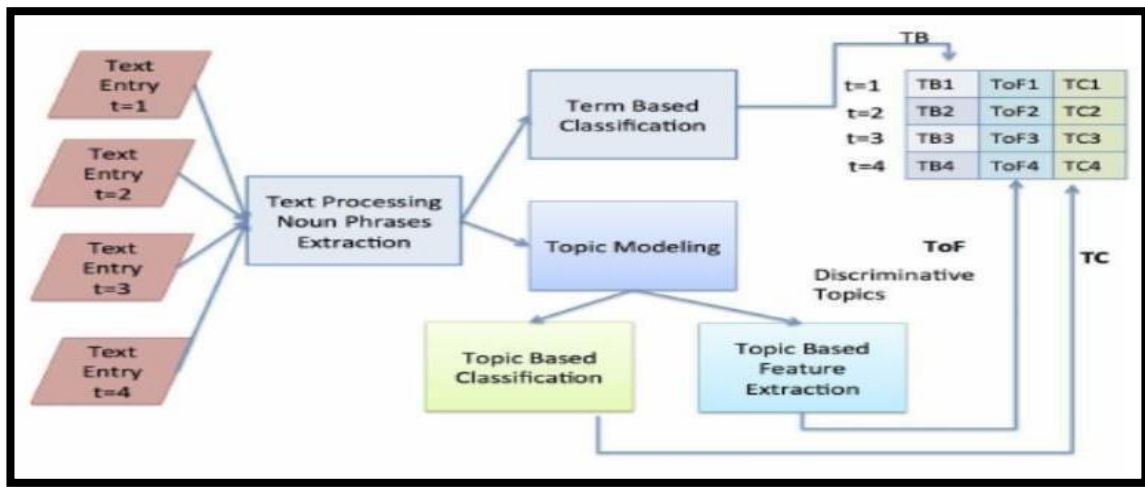 Text
Entry
t=1
Text
Entry
t=2
Text
Entry
t=3
Text
Entry
t=4
Text Processing
Noun Phrases
Extraction
Term Based
Classification
Topic Modeling
Topic Based
Classification
Topic Based
Feature
Extraction
TB
t=1 TB1 ToF1 TC1
t=2 TB2 ToF2 TC2
t=3 TB3 ToF3 TC3
t=4 TB4 ToF4 TC4
ToF
Discriminative
Topics
TC